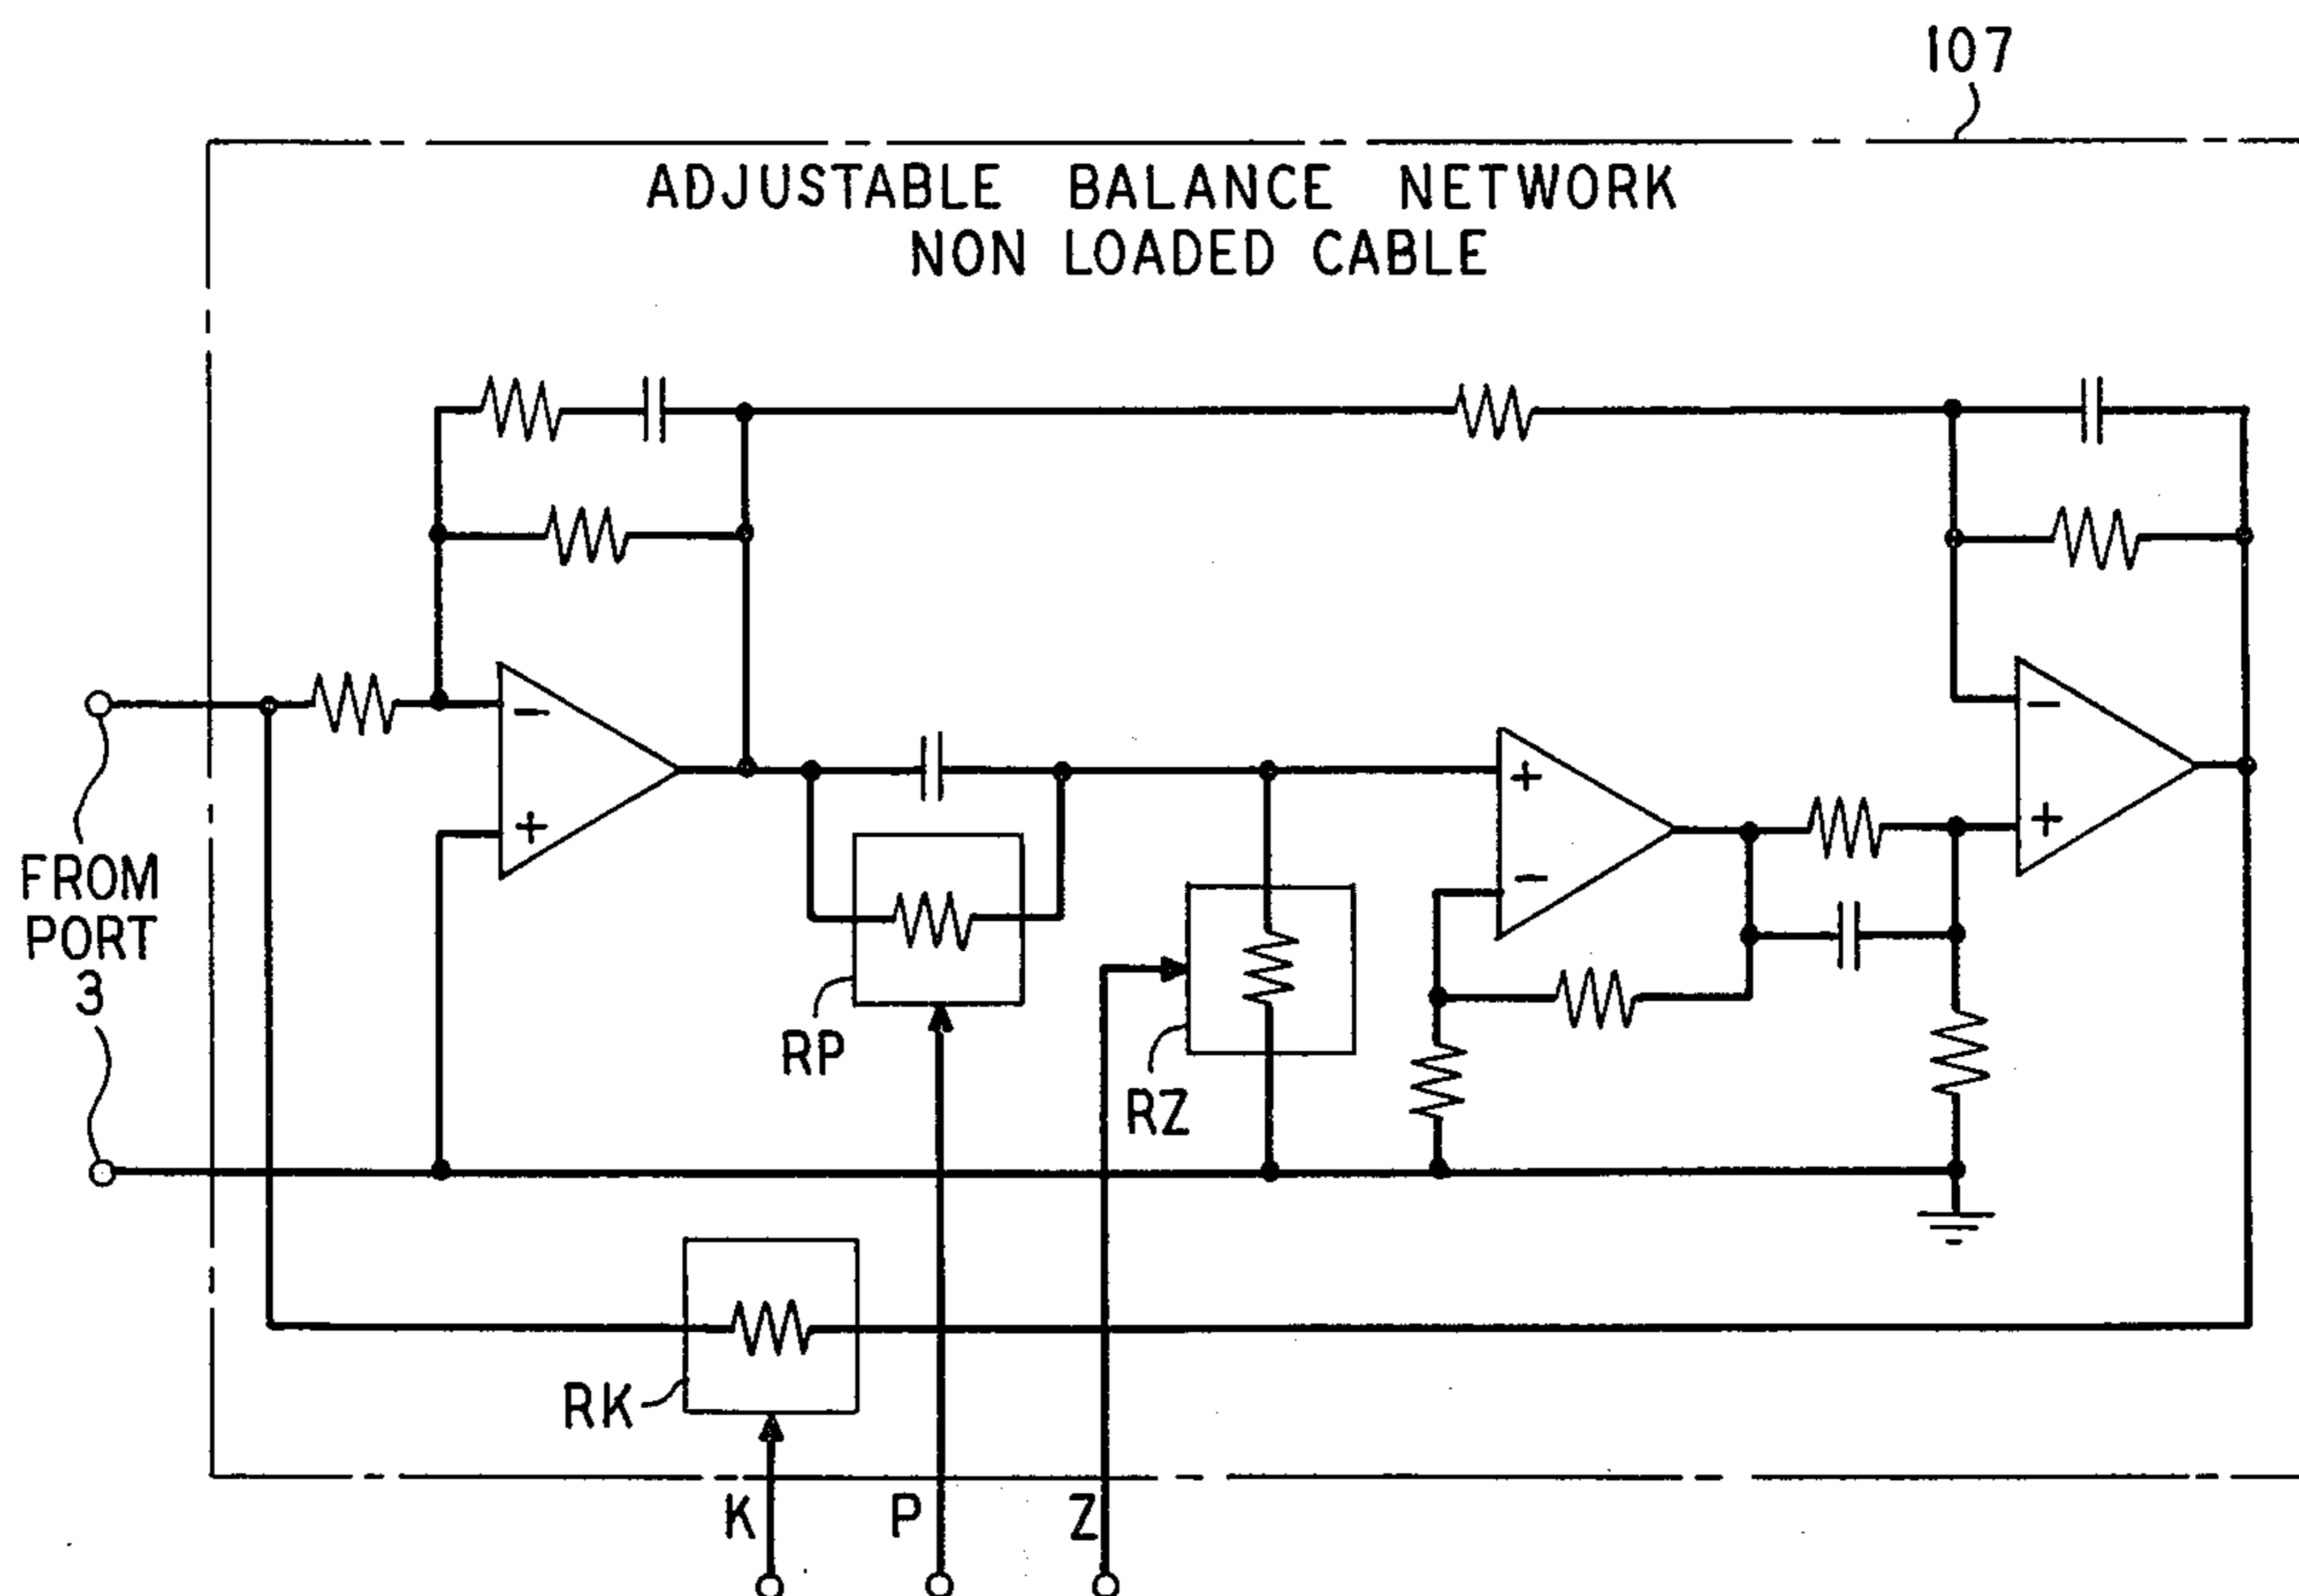 107
ADJUSTABLE BALANCE NETWORK
NON LOADED CABLE
−
+
+
−
−
+
FROM
PORT
3
RP
RZ
RK
K
P
Z